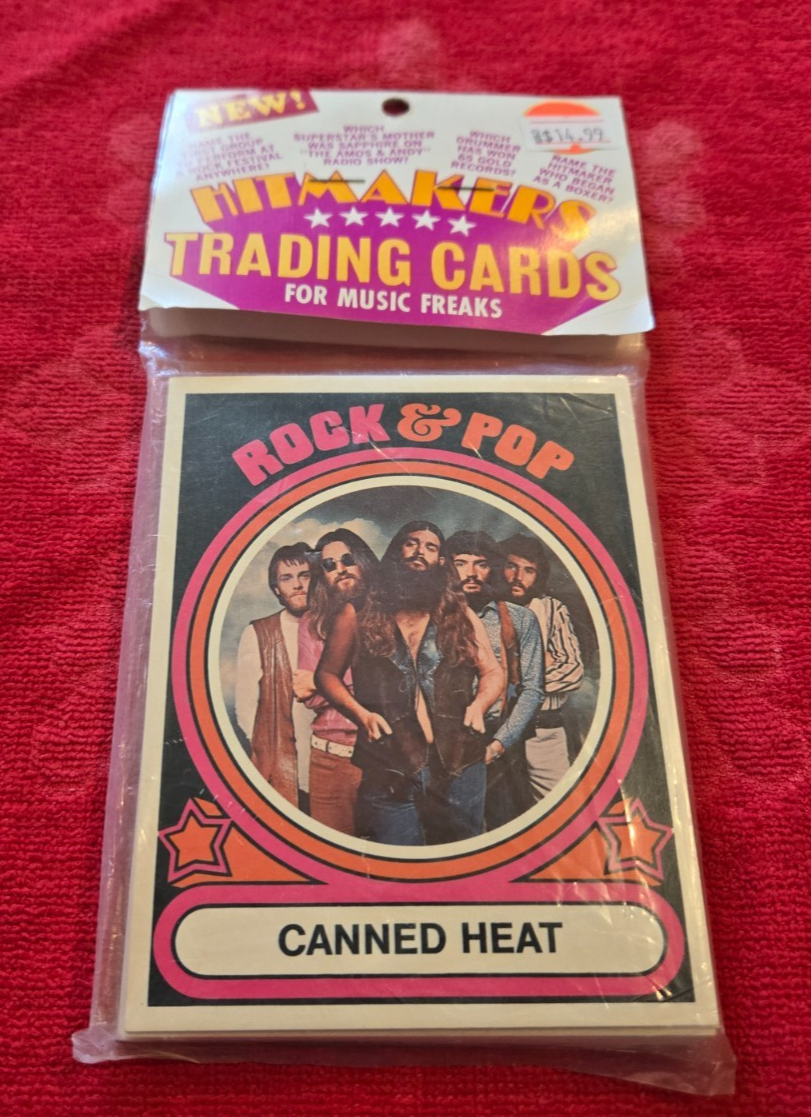 NEW!
THE
GROUP
PERFORM AT
ROCK FESTIVAL
ANYWHERE?
WHICH
SUPERSTAR'S MOTHER
WAS SAPPHIRE ON
"THE AMOS & ANDY"
RADIO SHOW?
WHICH
DRUMMER
HAS WON
65 GOLD
RECORDS?
NAME THE
HITMAKER
WHO BEGAN
AS A BOXER?
$14.99
HITMAKERS
TRADING CARDS
FOR MUSIC FREAKS
ROCK & POP
CANNED HEAT